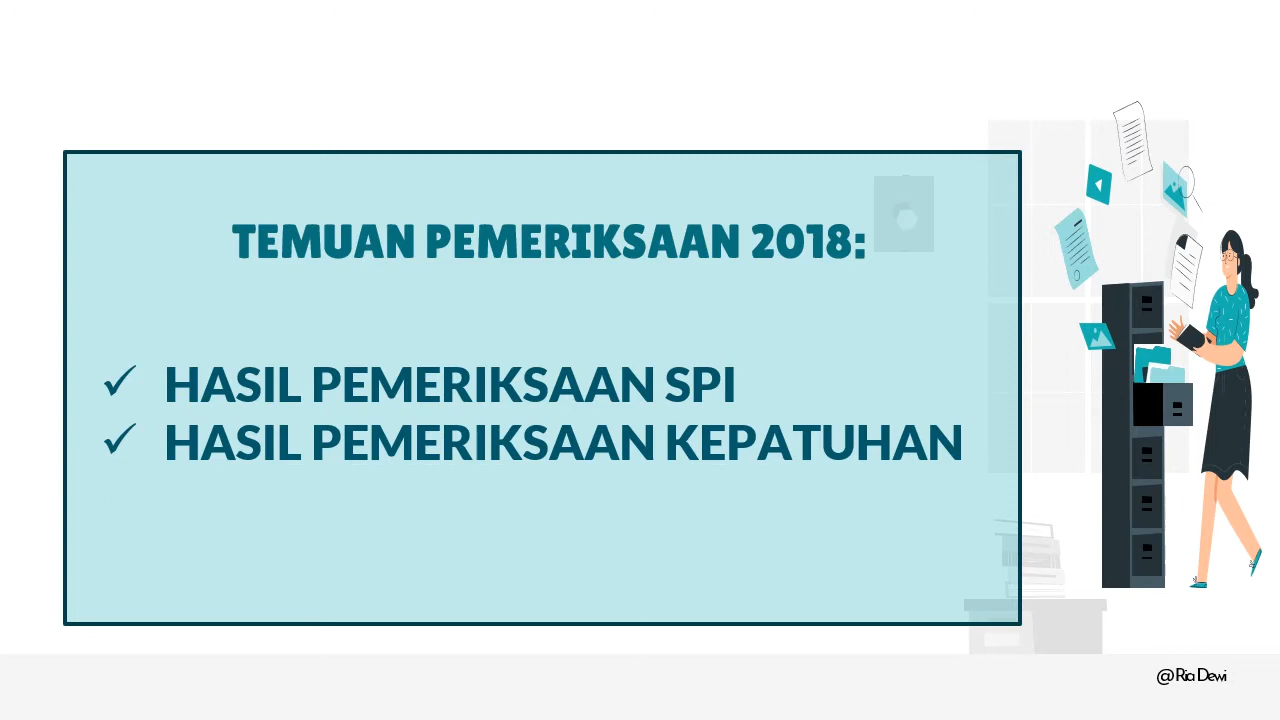 TEMUAN PEMERIKSAAN 2018:
✓ HASIL PEMERIKSAAN SPI
✓ HASIL PEMERIKSAAN KEPATUHAN
@Ria Dewi